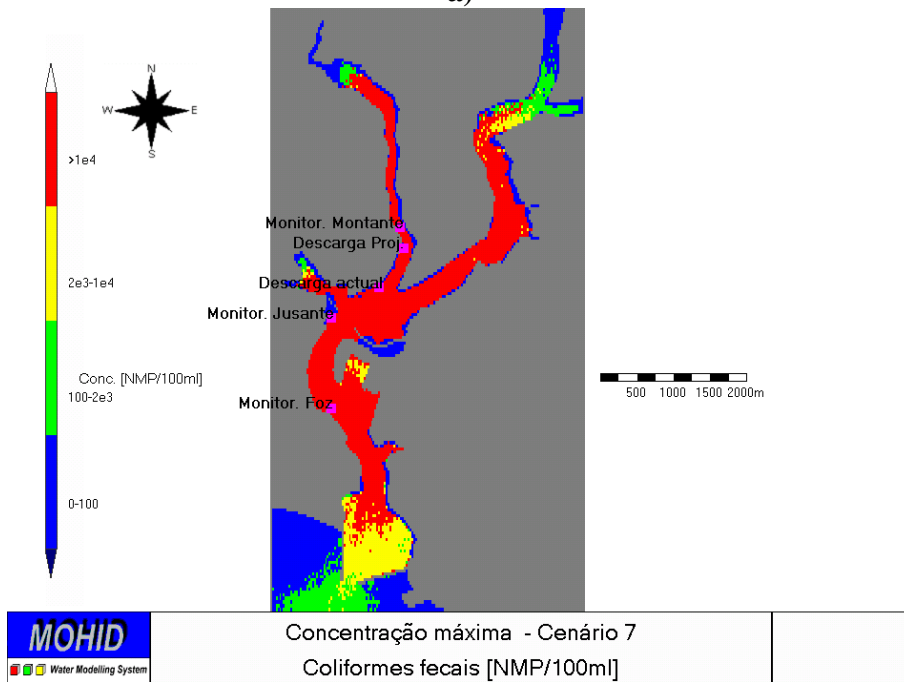 a)
N
W
E
S
>1e4
2e3-1e4
Conc. [NMP/100ml]
100-2e3
0-100
Monitor. Montante
Descarga Proj.
Descarga actual
Monitor. Jusante
Monitor. Foz
500 1000 1500 2000m
MOHID
Water Modelling System
Concentração máxima - Cenário 7
Coliformes fecais [NMP/100ml]